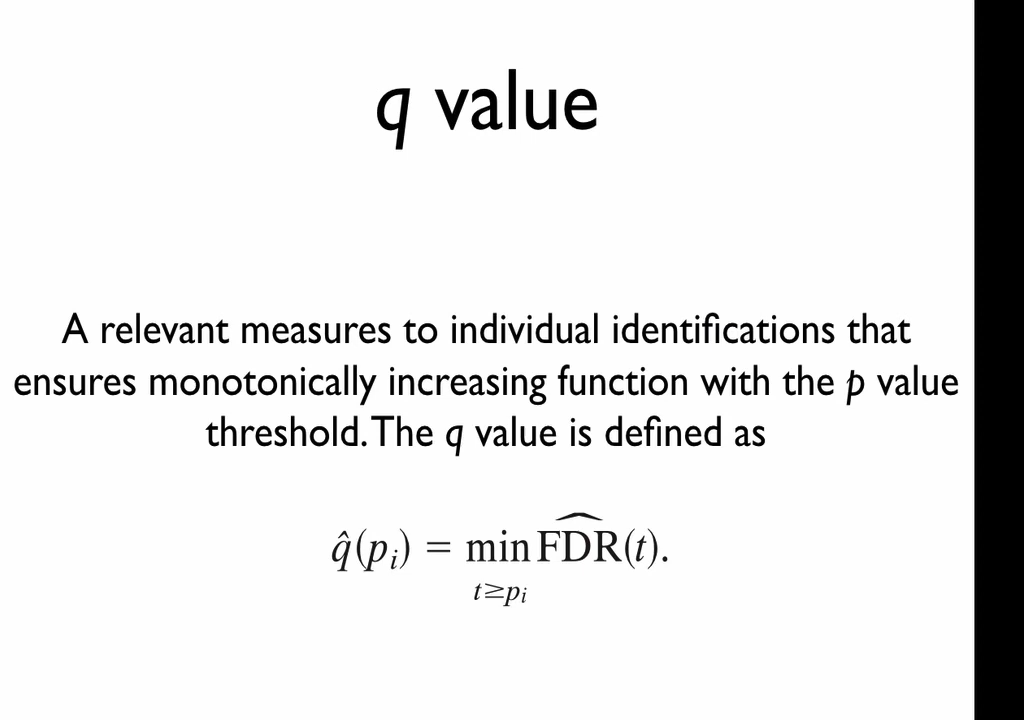 q value
A relevant measures to individual identifications that
ensures monotonically increasing function with the p value
threshold. The q value is defined as
q̂(pᵢ) = min F͡DR(t).
t≥pᵢ